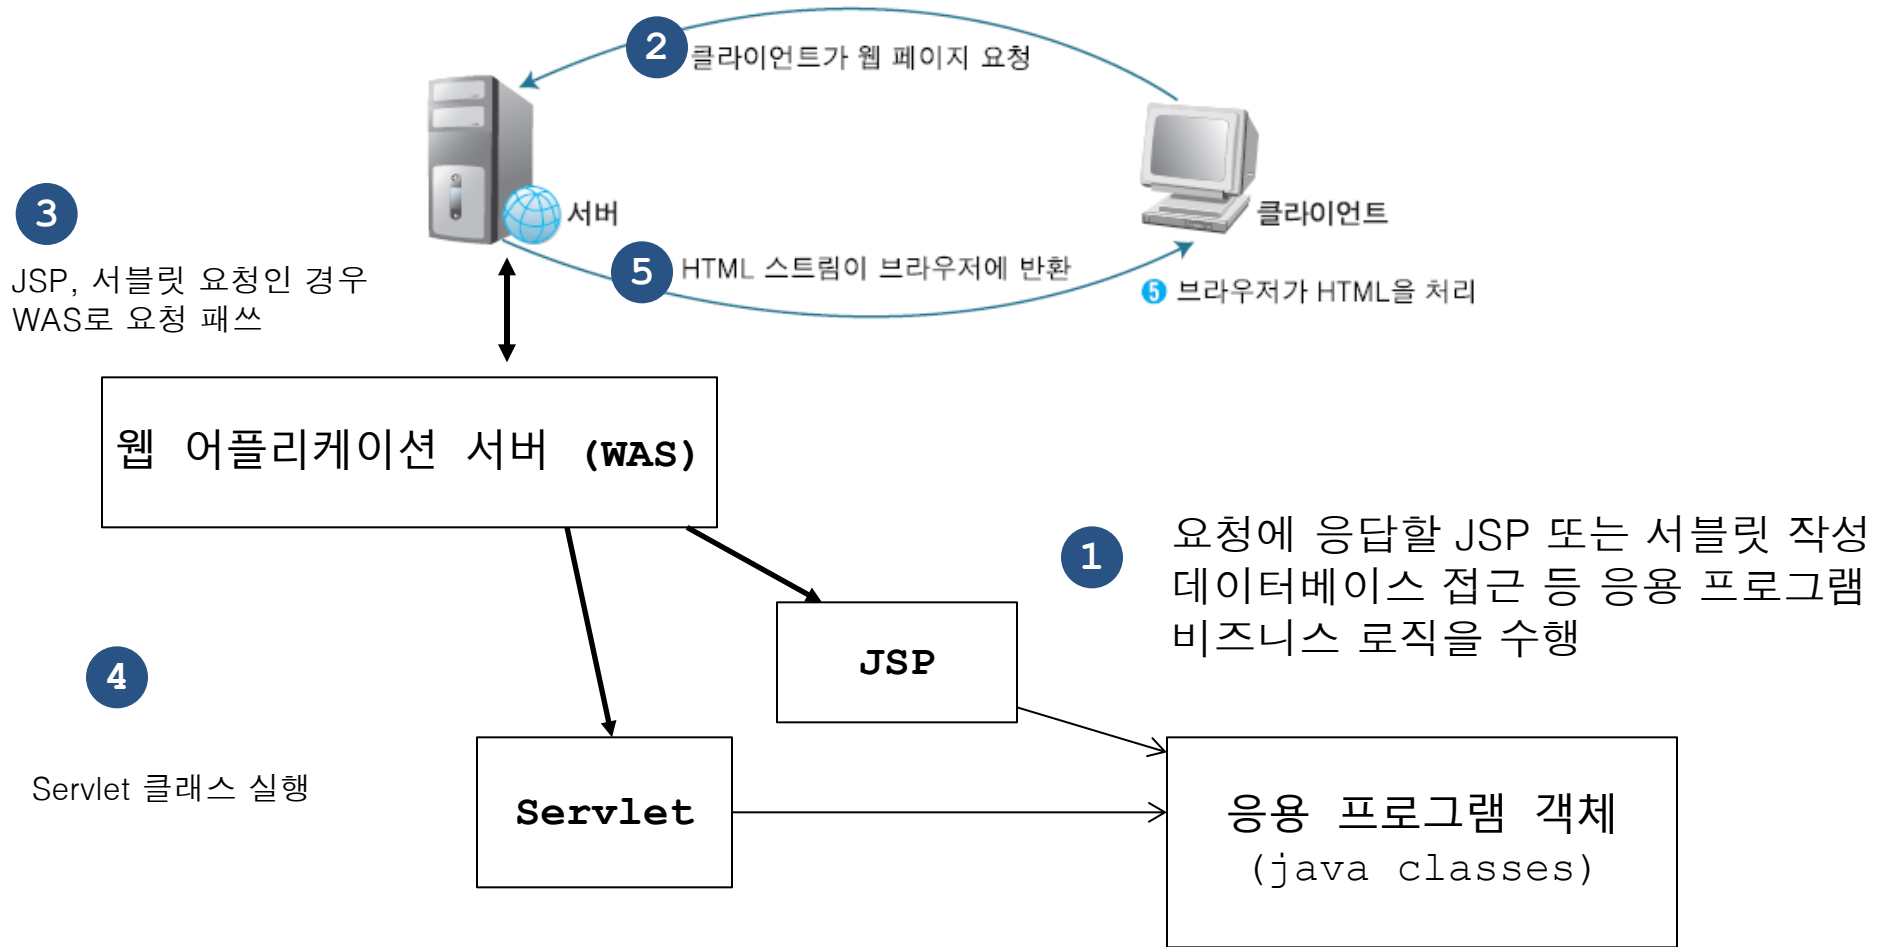 2
클라이언트가 웹 페이지 요청
3
서버
클라이언트
JSP, 서블릿 요청인 경우
WAS로 요청 패쓰
5
HTML 스트림이 브라우저에 반환
5 브라우저가 HTML을 처리
웹 어플리케이션 서버 (WAS)
1
요청에 응답할 JSP 또는 서블릿 작성
데이터베이스 접근 등 응용 프로그램
비즈니스 로직을 수행
JSP
4
Servlet 클래스 실행
Servlet
응용 프로그램 객체
(java classes)